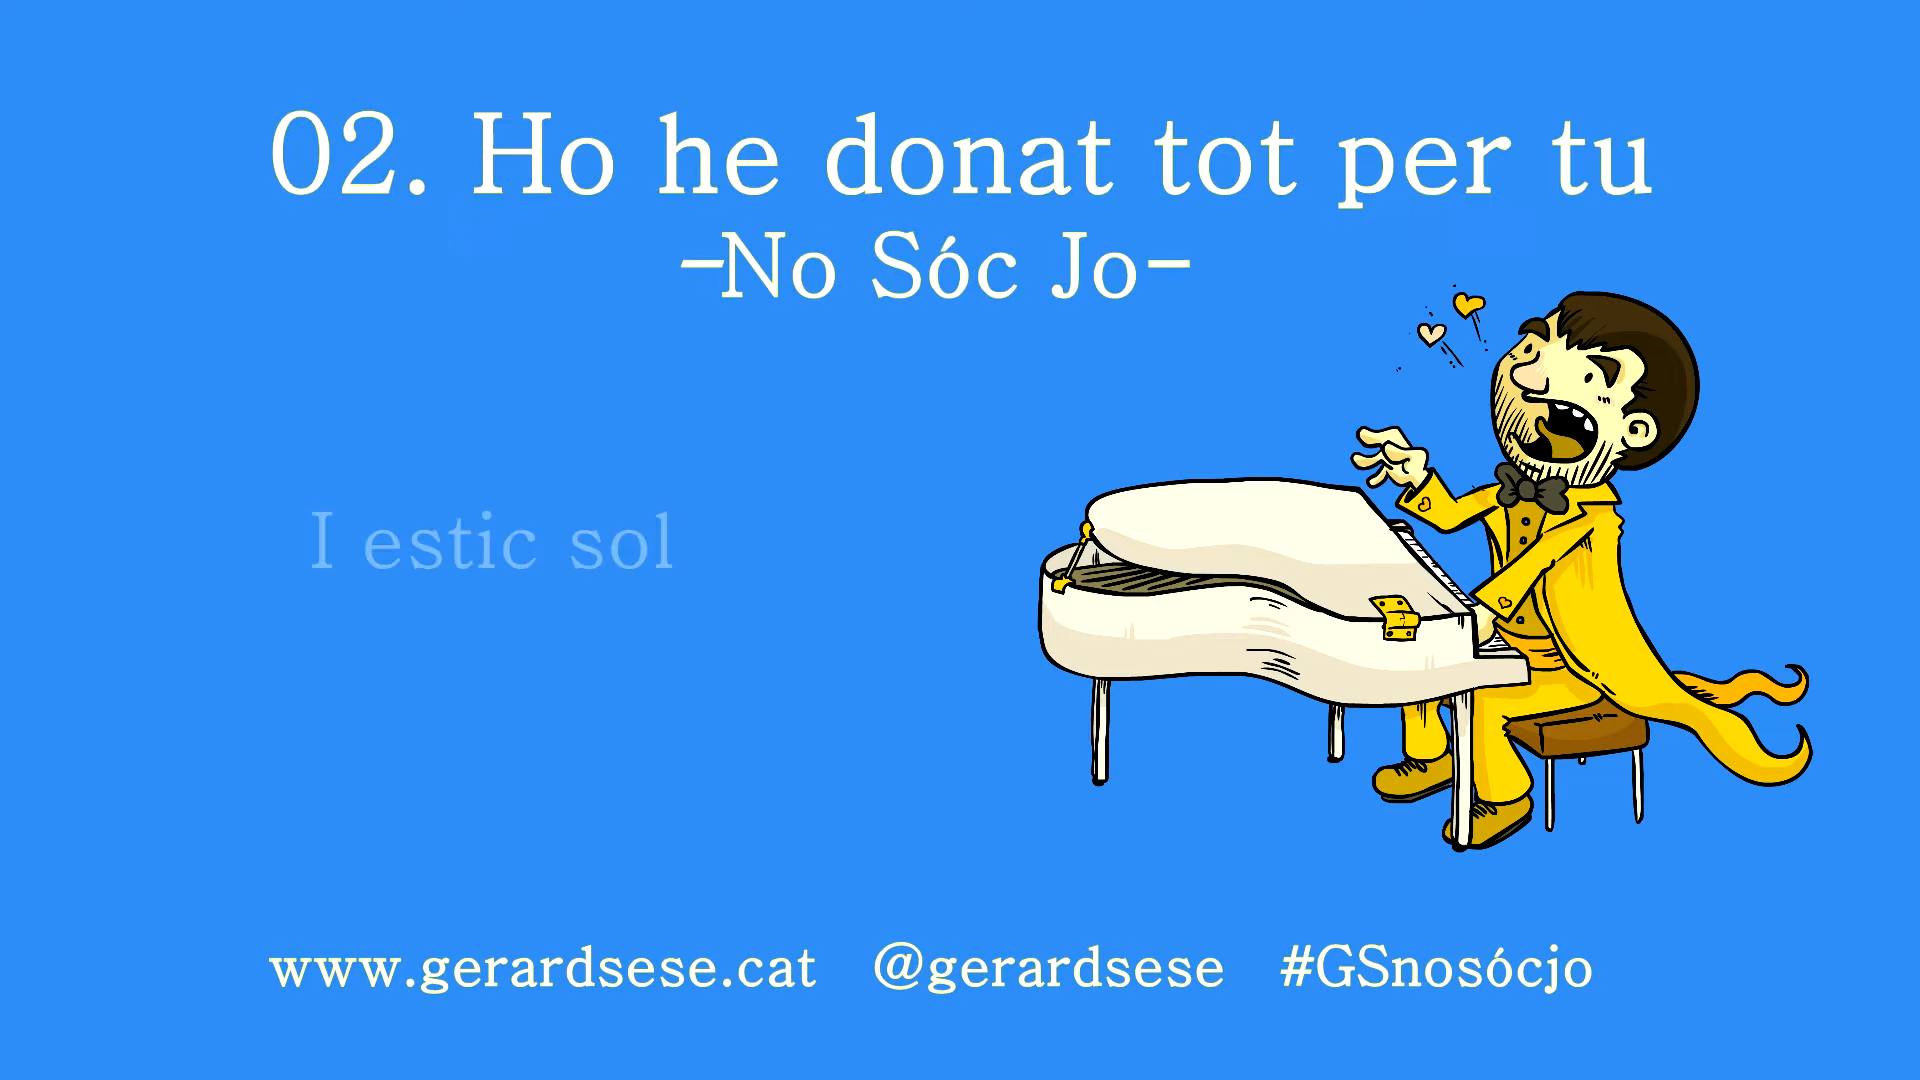 02. Ho he donat tot per tu
-No Sóc Jo-
I estic sol
www.gerardsese.cat @gerardsese #GSnosócjo